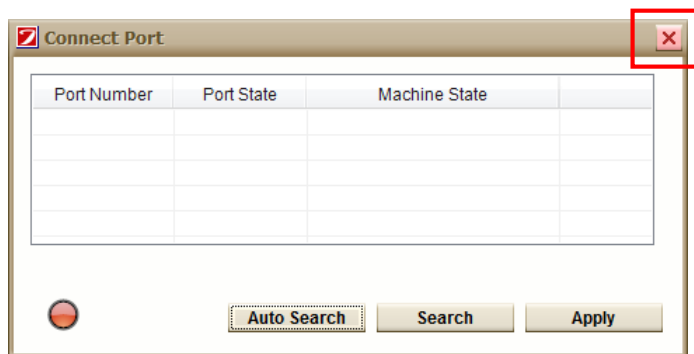 Connect Port
Port Number Port State Machine State
Auto Search Search Apply